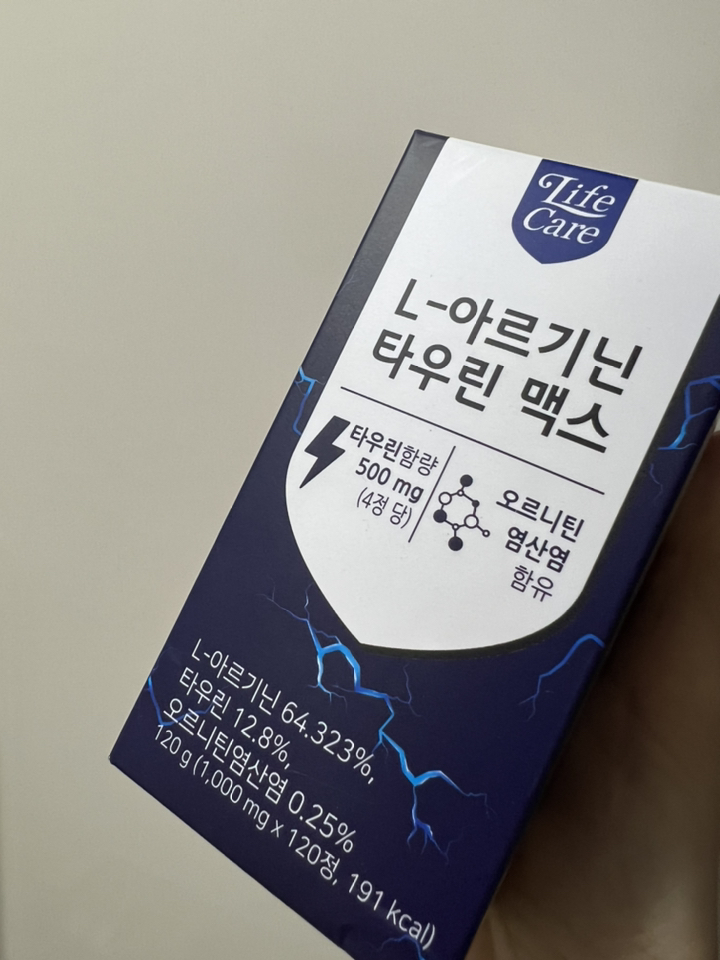 Life
Care
L-아르기닌
타우린 맥스
타우린함량
500 mg
(4정 당)
오르니틴
염산염
함유
L-아르기닌 64.323%,
타우린 12.8%,
오르니틴염산염 0.25%
120 g (1,000 mg x 120정, 191 kcal)